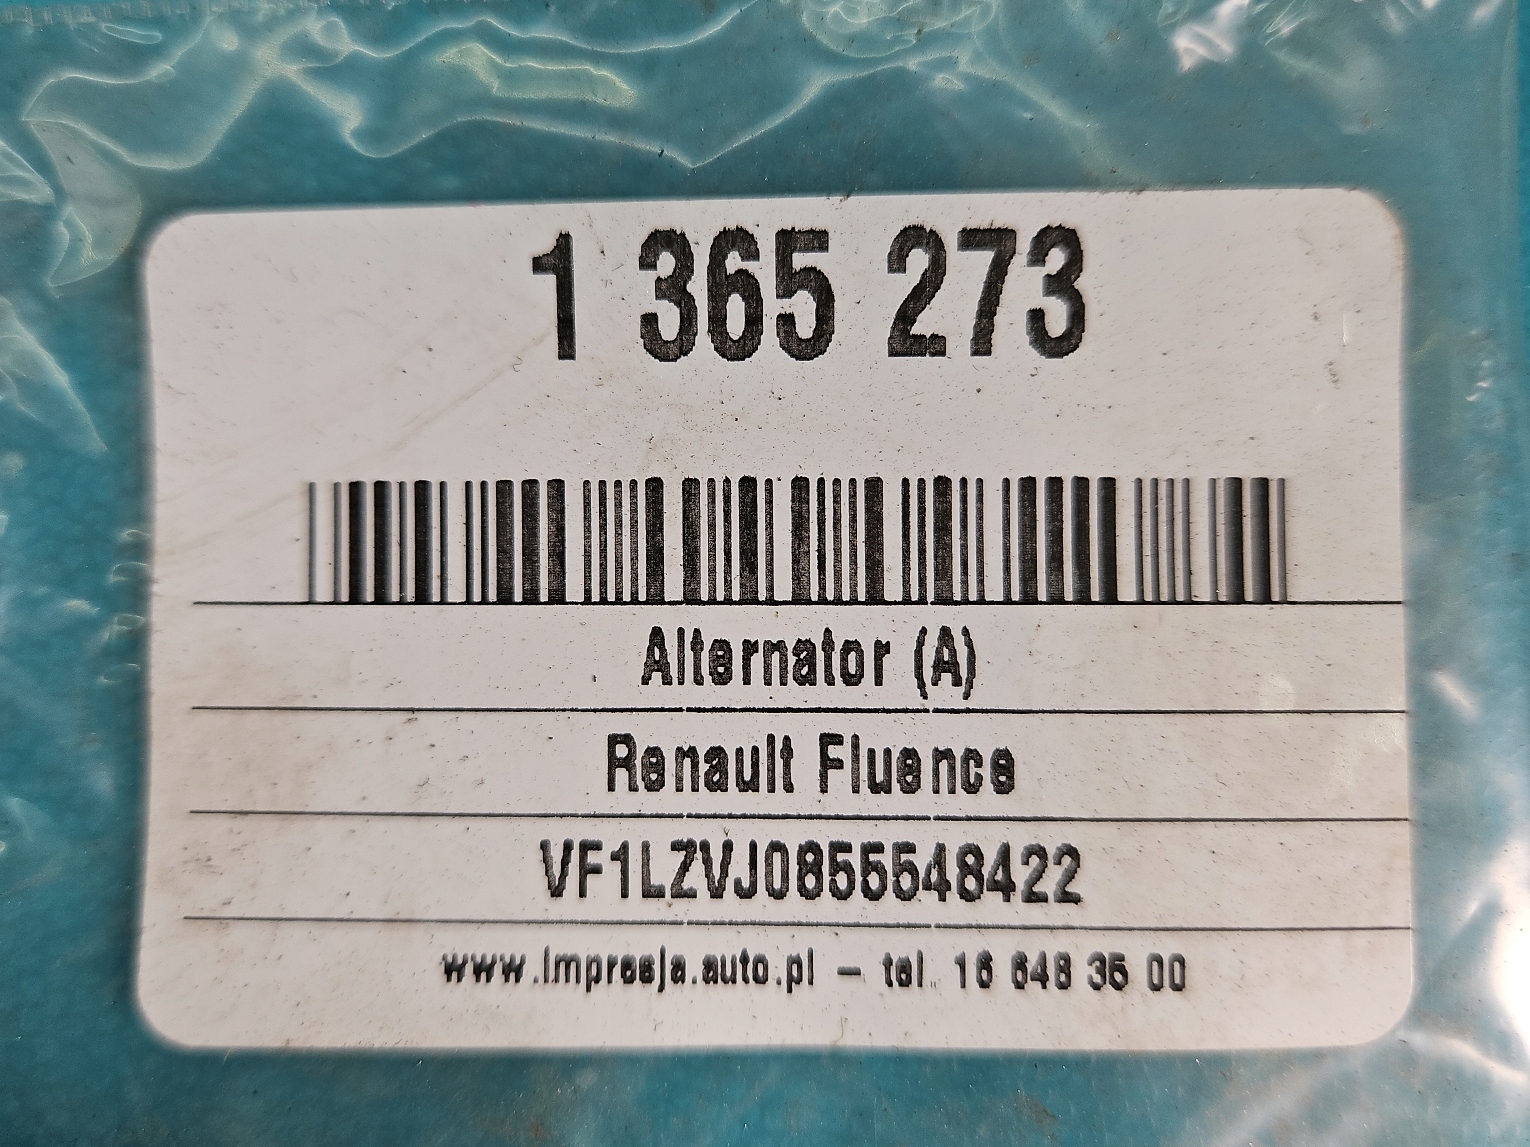 1 365 273
Alternator (A)
Renault Fluence
VF1LZVJ0855548422
www.impresja.auto.pl – tel. 16 648 35 00